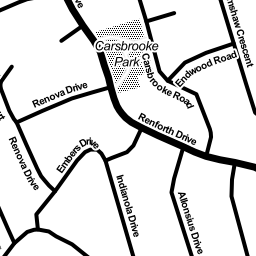 Carsbrooke
Park
Carsbrooke Road
Endwood Road
Renova Drive
Renforth Drive
Embers Drive
Renova Drive
Indianola Drive
Allonsius Drive
Crescent